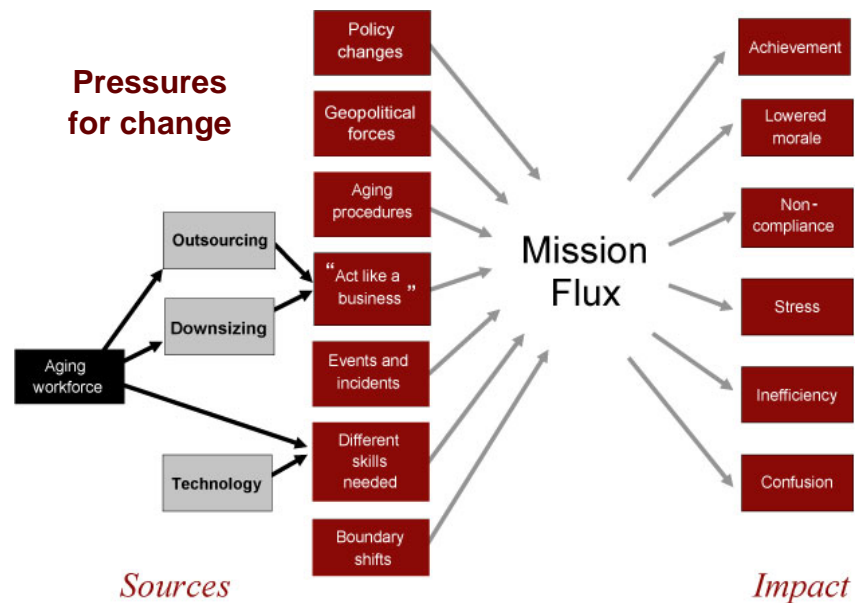 Pressures
for change
Aging
workforce
Outsourcing
Downsizing
Technology
Policy
changes
Geopolitical
forces
Aging
procedures
“Act like a
business”
Events and
incidents
Different
skills
needed
Boundary
shifts
Mission
Flux
Achievement
Lowered
morale
Non-
compliance
Stress
Inefficiency
Confusion
Sources
Impact